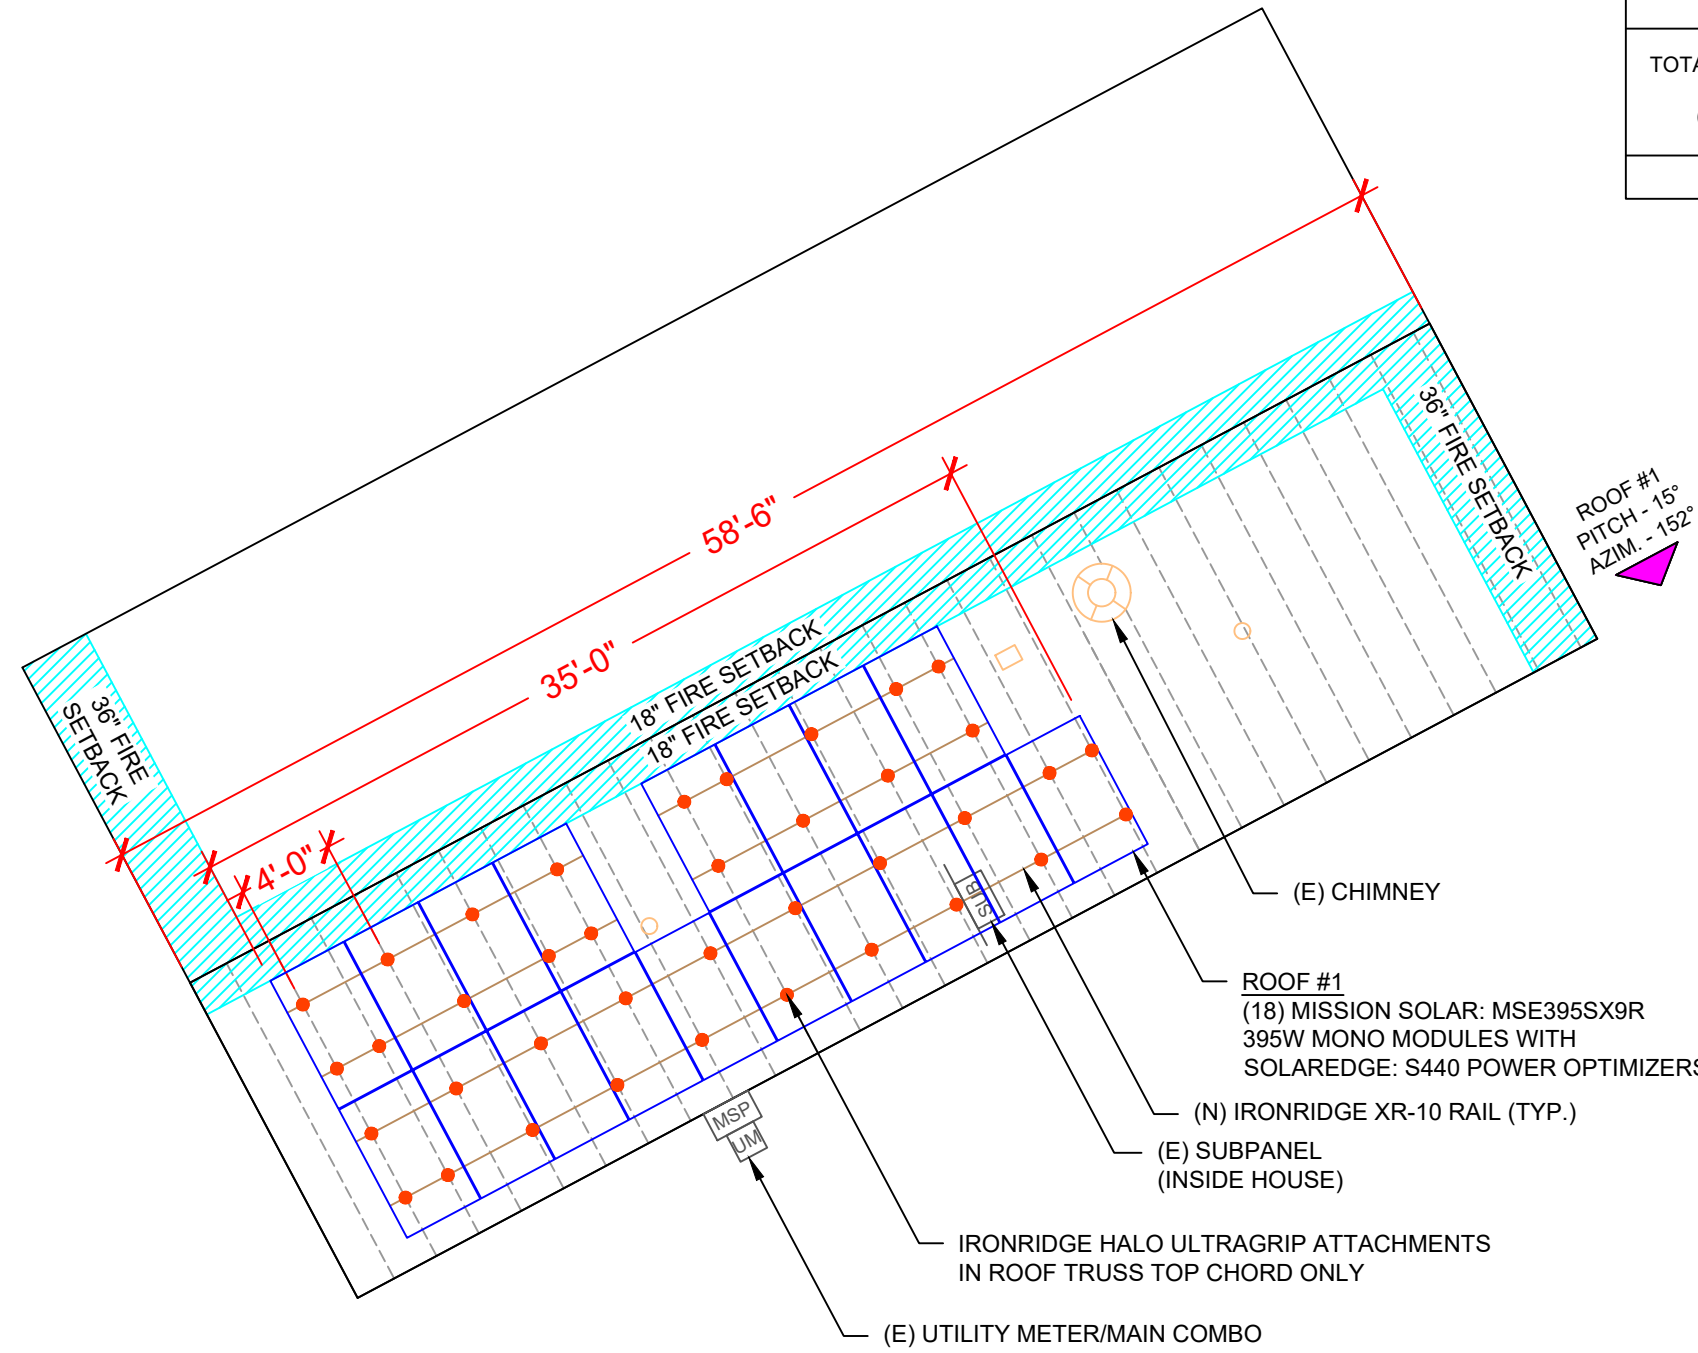 TOTA
58'-6"
35'-0"
4'-0"
18" FIRE SETBACK
18" FIRE SETBACK
36" FIRE
SETBACK
36" FIRE SETBACK
ROOF #1
PITCH - 15°
AZIM. - 152°
SUB
MSP
UM
(E) CHIMNEY
ROOF #1
(18) MISSION SOLAR: MSE395SX9R
395W MONO MODULES WITH
SOLAREDGE: S440 POWER OPTIMIZERS
(N) IRONRIDGE XR-10 RAIL (TYP.)
(E) SUBPANEL
(INSIDE HOUSE)
IRONRIDGE HALO ULTRAGRIP ATTACHMENTS
IN ROOF TRUSS TOP CHORD ONLY
(E) UTILITY METER/MAIN COMBO